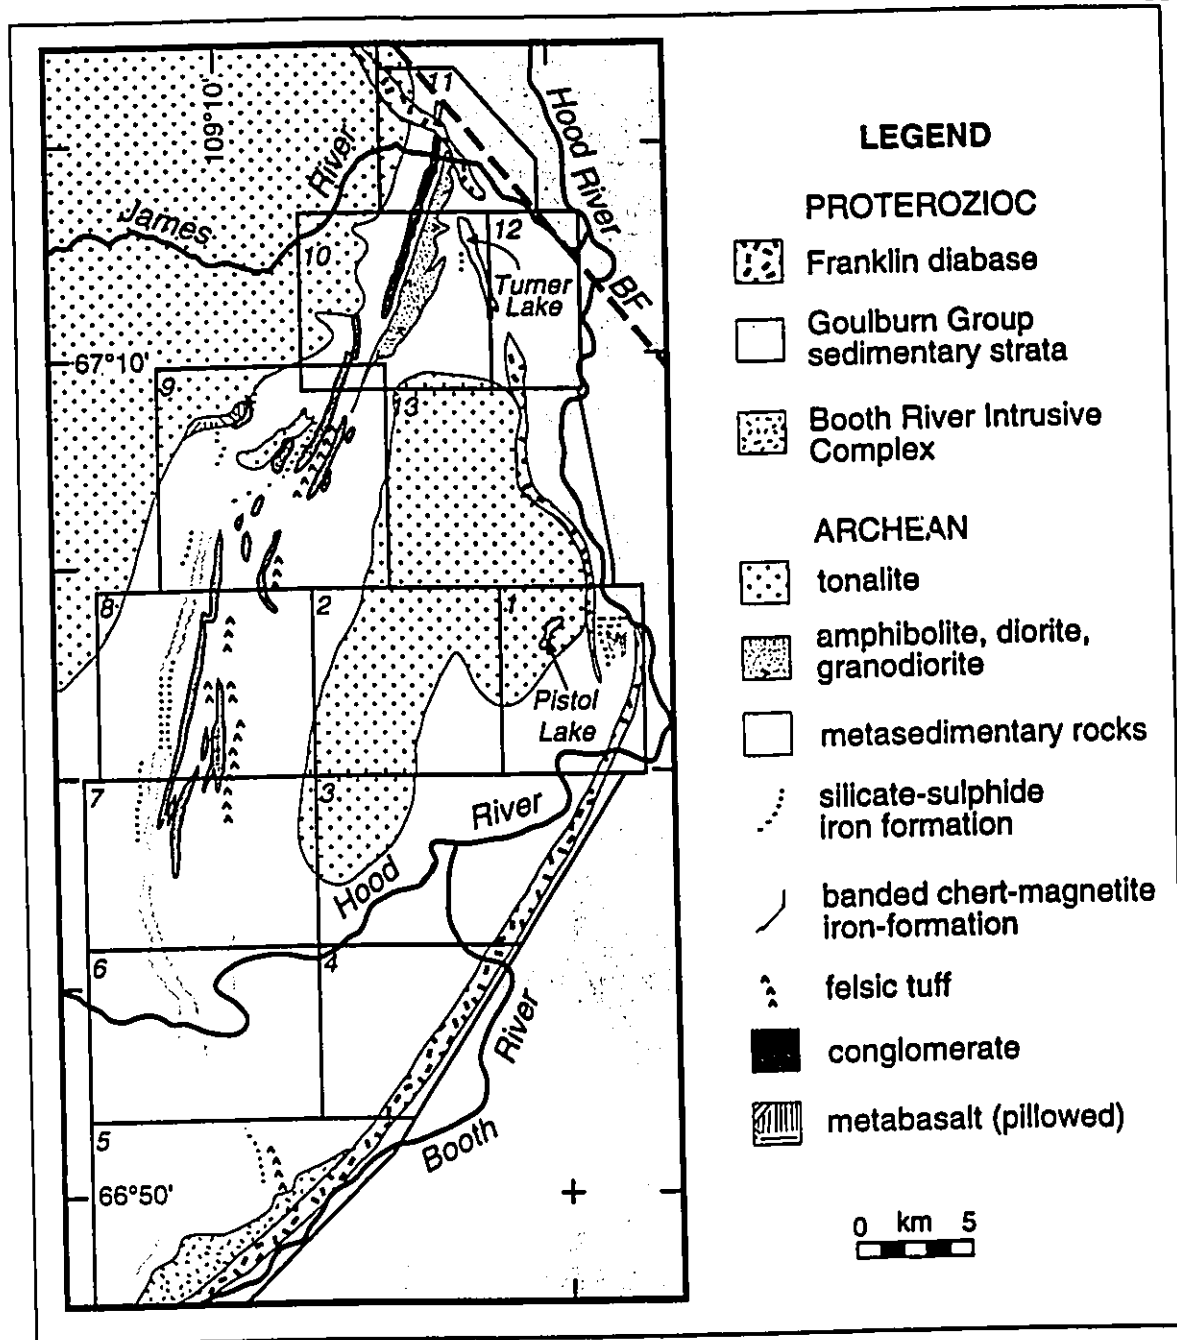 11
109°10'
Hood River
River
James
10
12
Turner
Lake
BF
67°10'
9
13
8
2
1
Pistol
Lake
7
3
River
Hood
6
4
River
5
Booth
66°50'
LEGEND
PROTEROZIOC
Franklin diabase
Goulburn Group
sedimentary strata
Booth River Intrusive
Complex
ARCHEAN
tonalite
amphibolite, diorite,
granodiorite
metasedimentary rocks
silicate-sulphide
iron formation
banded chert-magnetite
iron-formation
felsic tuff
conglomerate
metabasalt (pillowed)
0 km 5